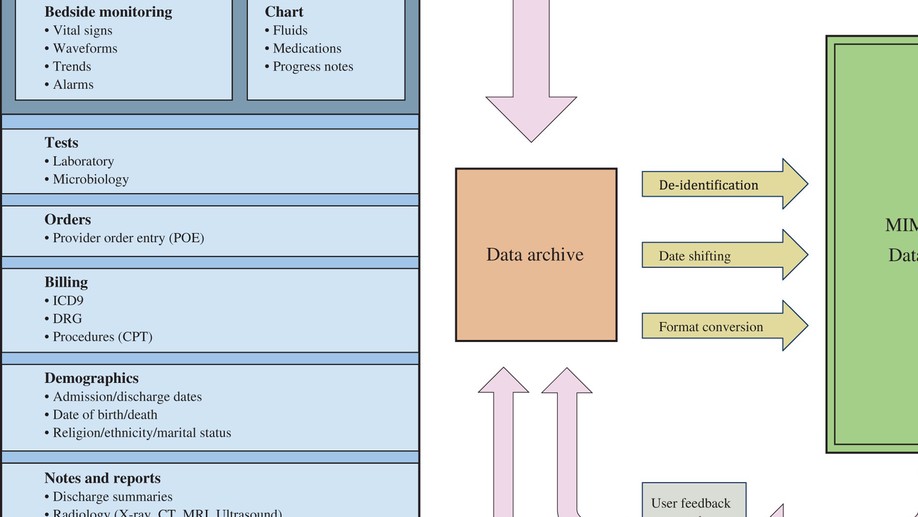 Bedside monitoring
• Vital signs
• Waveforms
• Trends
• Alarms
Chart
• Fluids
• Medications
• Progress notes
Tests
• Laboratory
• Microbiology
Orders
• Provider order entry (POE)
Billing
• ICD9
• DRG
• Procedures (CPT)
Demographics
• Admission/discharge dates
• Date of birth/death
• Religion/ethnicity/marital status
Notes and reports
• Discharge summaries
• Radiology (X-ray, CT, MRI, Ultrasound)
Data archive
De-identification
Date shifting
Format conversion
User feedback